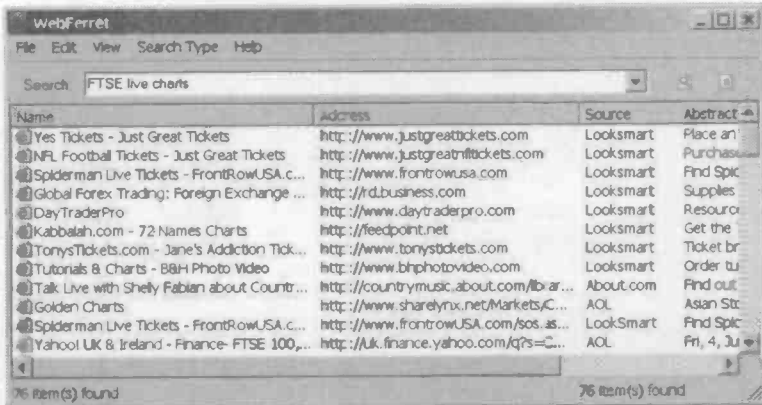 WebFerret
File Edit View Search Type Help
Search FTSE live charts
Name Address Source Abstract
Yes Tickets - Just Great Tickets http://www.justgreattickets.com Looksmart Place an
NFL Football Tickets - Just Great Tickets http://www.justgreatnfltickets.com Looksmart Purchase
Spiderman Live Tickets - FrontRowUSA.c... http://www.frontrowusa.com Looksmart Find Spid
Global Forex Trading: Foreign Exchange ... http://rd.business.com Looksmart Supplies
DayTraderPro http://www.daytraderpro.com Looksmart Resource
Kabbalah.com - 72 Names Charts http://feedpoint.net Looksmart Get the
TonysTickets.com - Jane's Addiction Tick... http://www.tonystickets.com Looksmart Ticket br
Tutorials & Charts - B&H Photo Video http://www.bhphotovideo.com Looksmart Order tu
Talk Live with Shelly Fabian about Countr... http://countrymusic.about.com/library... About.com Find out
Golden Charts http://www.sharelynx.net/Markets/C... AOL Asian Sto
Spiderman Live Tickets - FrontRowUSA.c... http://www.frontrowUSA.com/sos.as... LookSmart Find Spid
Yahoo! UK & Ireland - Finance- FTSE 100,... http://uk.finance.yahoo.com/q?s=... AOL Fri, 4, Ju
76 item(s) found 76 item(s) found